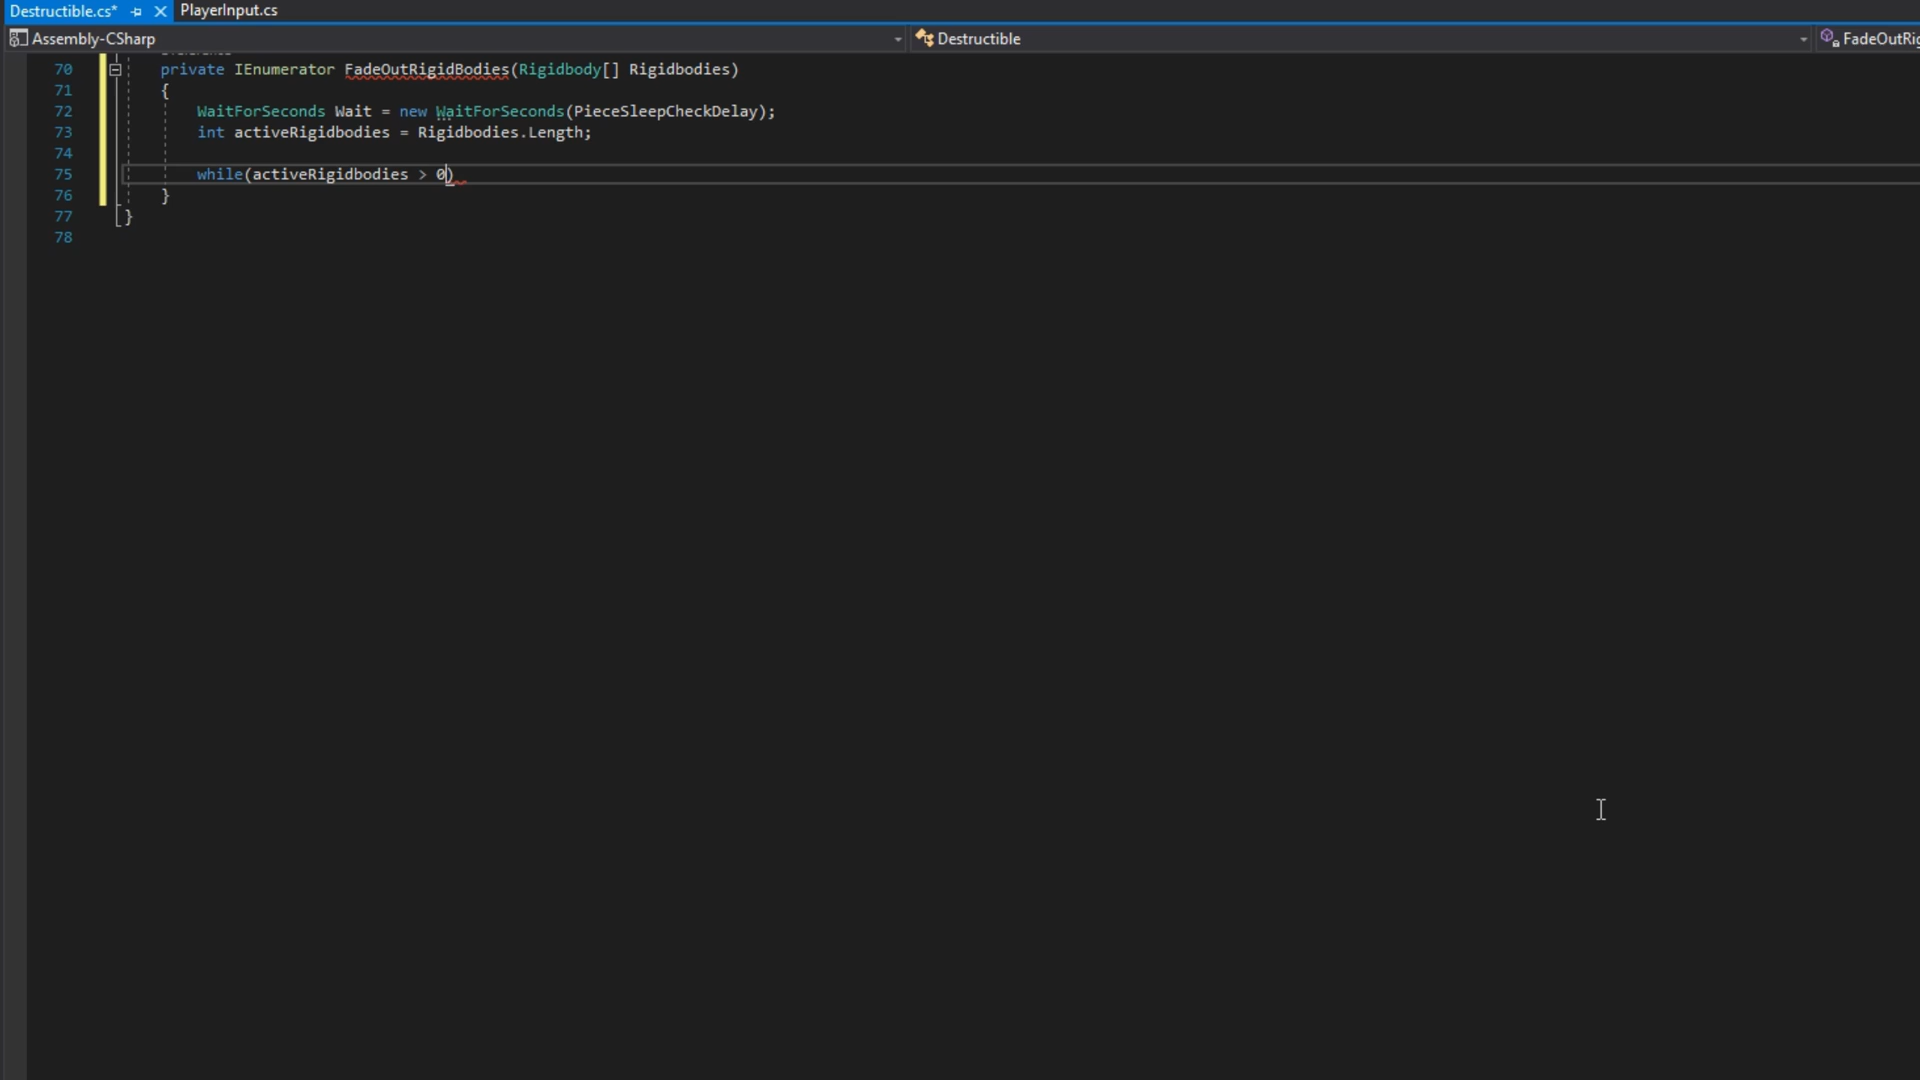 Destructible.cs* PlayerInput.cs
Assembly-CSharp Destructible FadeOutRig
70 private IEnumerator FadeOutRigidBodies(Rigidbody[] Rigidbodies)
71 {
72 WaitForSeconds Wait = new WaitForSeconds(PieceSleepCheckDelay);
73 int activeRigidbodies = Rigidbodies.Length;
74
75 while(activeRigidbodies > 0)
76 }
77 }
78